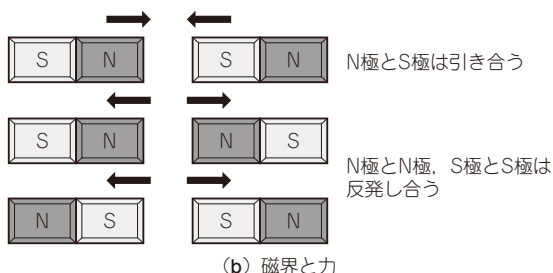 S N S N N極とS極は引き合う
S N N S
N極とN極，S極とS極は
反発し合う
N S S N
（b）磁界と力